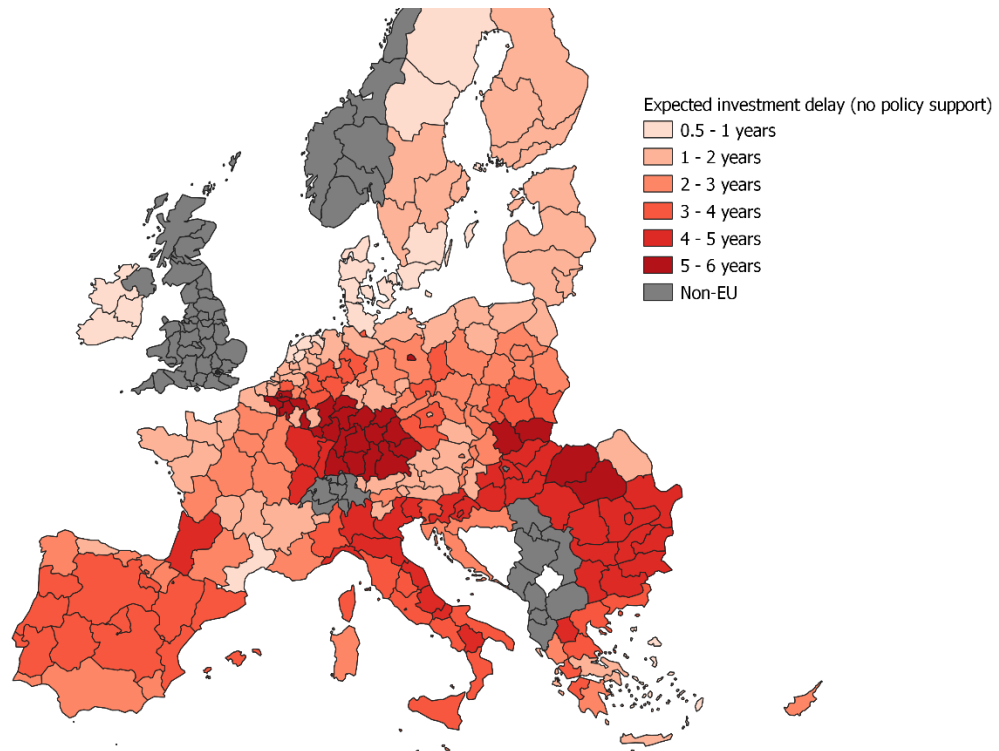 Expected investment delay (no policy support)
0.5 - 1 years
1 - 2 years
2 - 3 years
3 - 4 years
4 - 5 years
5 - 6 years
Non-EU